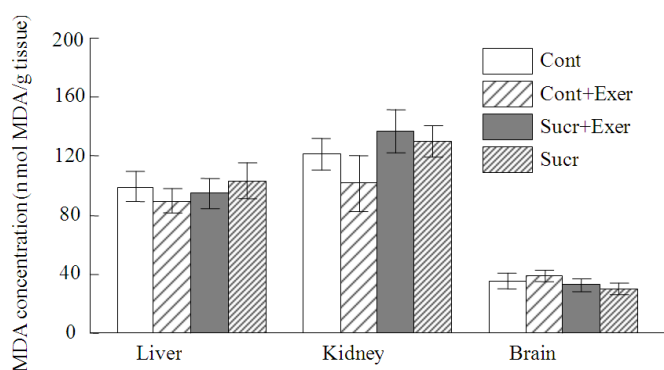 MDA concentration (n mol MDA/g tissue)
200
160
120
80
40
0
Cont
Cont+Exer
Sucr+Exer
Sucr
Liver
Kidney
Brain